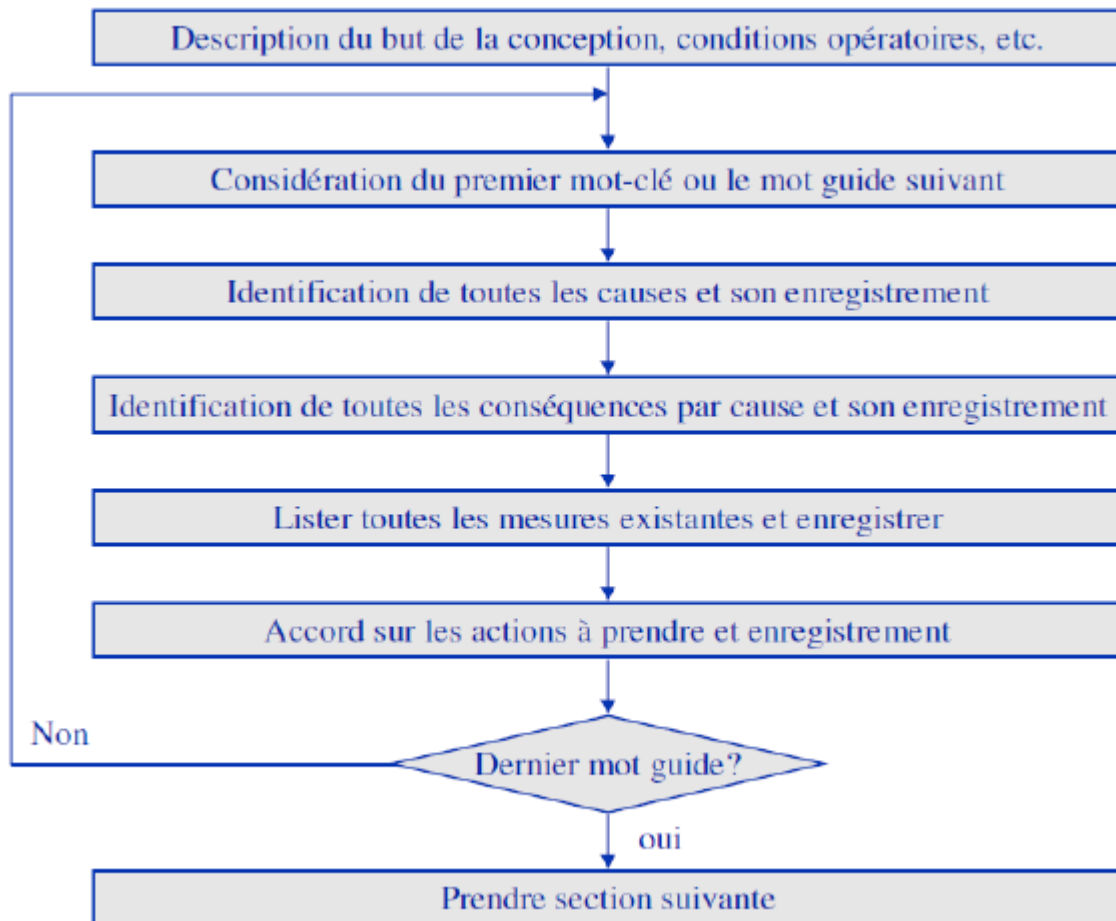 Description du but de la conception, conditions opératoires, etc.
Considération du premier mot-clé ou le mot guide suivant
Identification de toutes les causes et son enregistrement
Identification de toutes les conséquences par cause et son enregistrement
Lister toutes les mesures existantes et enregistrer
Accord sur les actions à prendre et enregistrement
Non
Dernier mot guide?
oui
Prendre section suivante